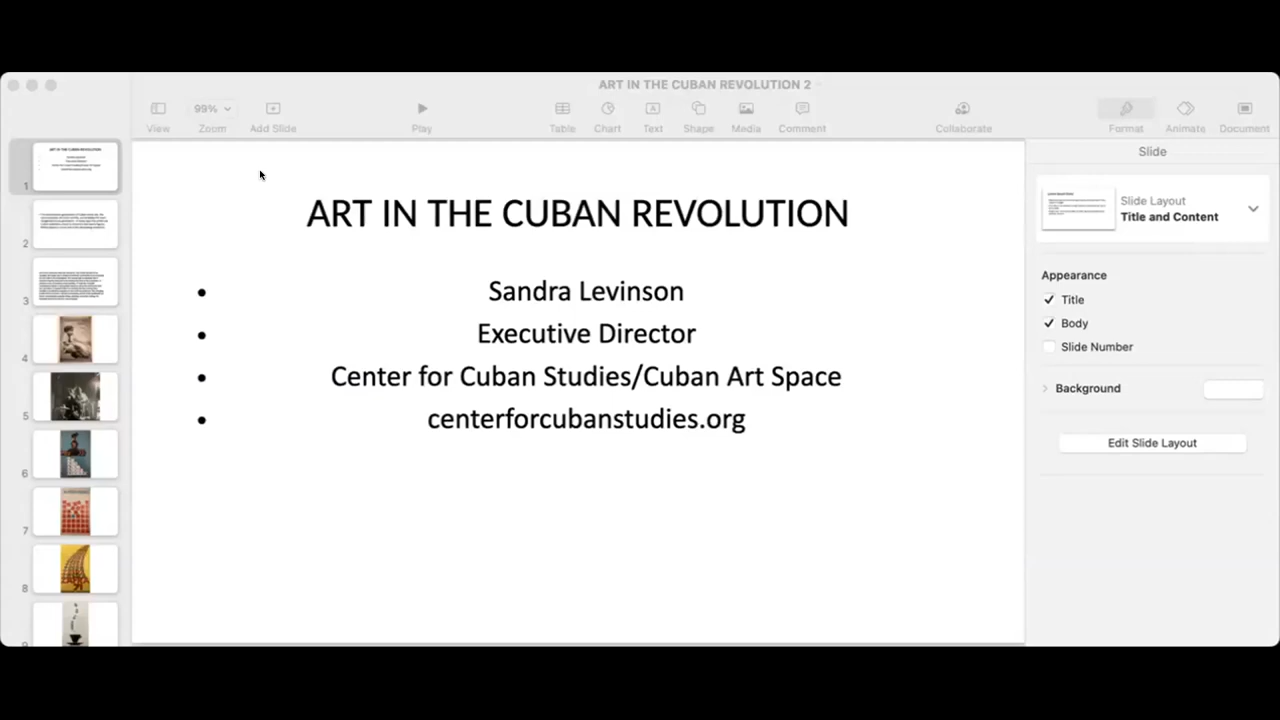 ART IN THE CUBAN REVOLUTION 2
99%
View
Zoom
Add Slide
Play
Table
Chart
Text
Shape
Media
Comment
Collaborate
Format
Animate
Document
1
2
3
4
5
6
7
8
ART IN THE CUBAN REVOLUTION
• Sandra Levinson
• Executive Director
• Center for Cuban Studies/Cuban Art Space
• centerforcubanstudies.org
Slide
Slide Layout
Title and Content
Appearance
Title
Body
Slide Number
Background
Edit Slide Layout